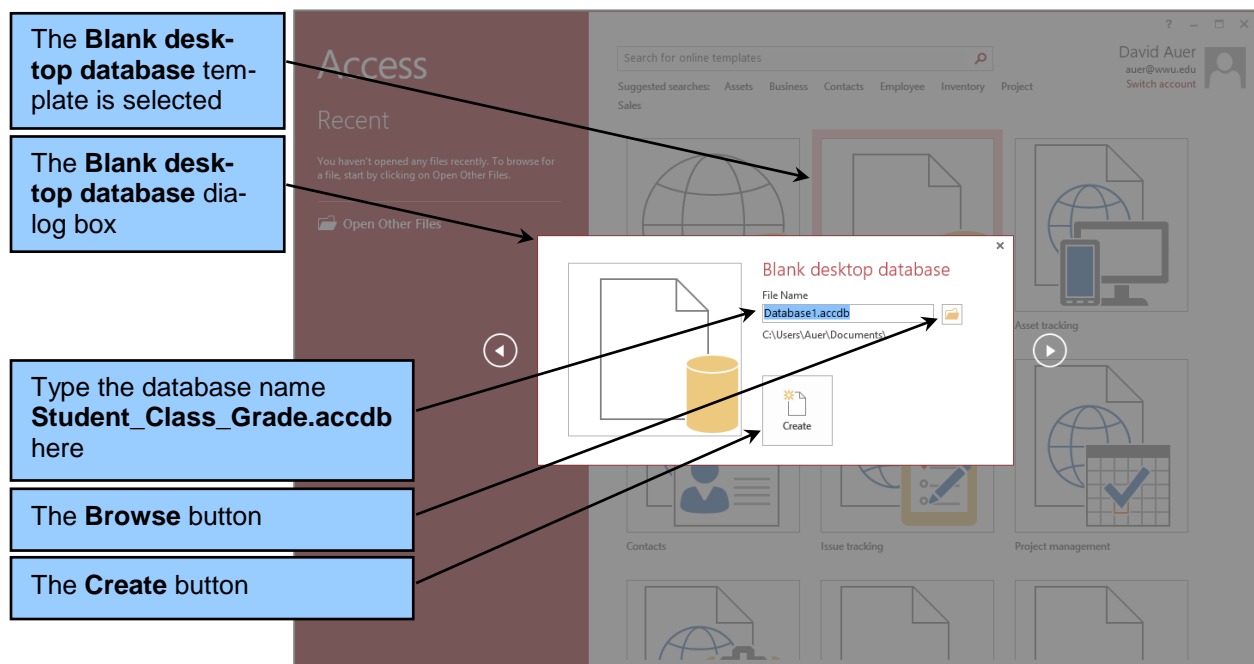 The Blank desk-
top database tem-
plate is selected
The Blank desk-
top database dia-
log box
Type the database name
Student_Class_Grade.accdb
here
The Browse button
The Create button
Access
Recent
You haven't opened any files recently. To browse for
a file, start by clicking on Open Other Files.
Open Other Files
? – □ ×
Search for online templates
David Auer
auer@wwu.edu
Switch account
Suggested searches: Assets Business Contacts Employee Inventory Project
Sales
Blank desktop database
File Name
Database1.accdb
C:\Users\Auer\Documents\
Create
Asset tracking
Contacts
Issue tracking
Project management